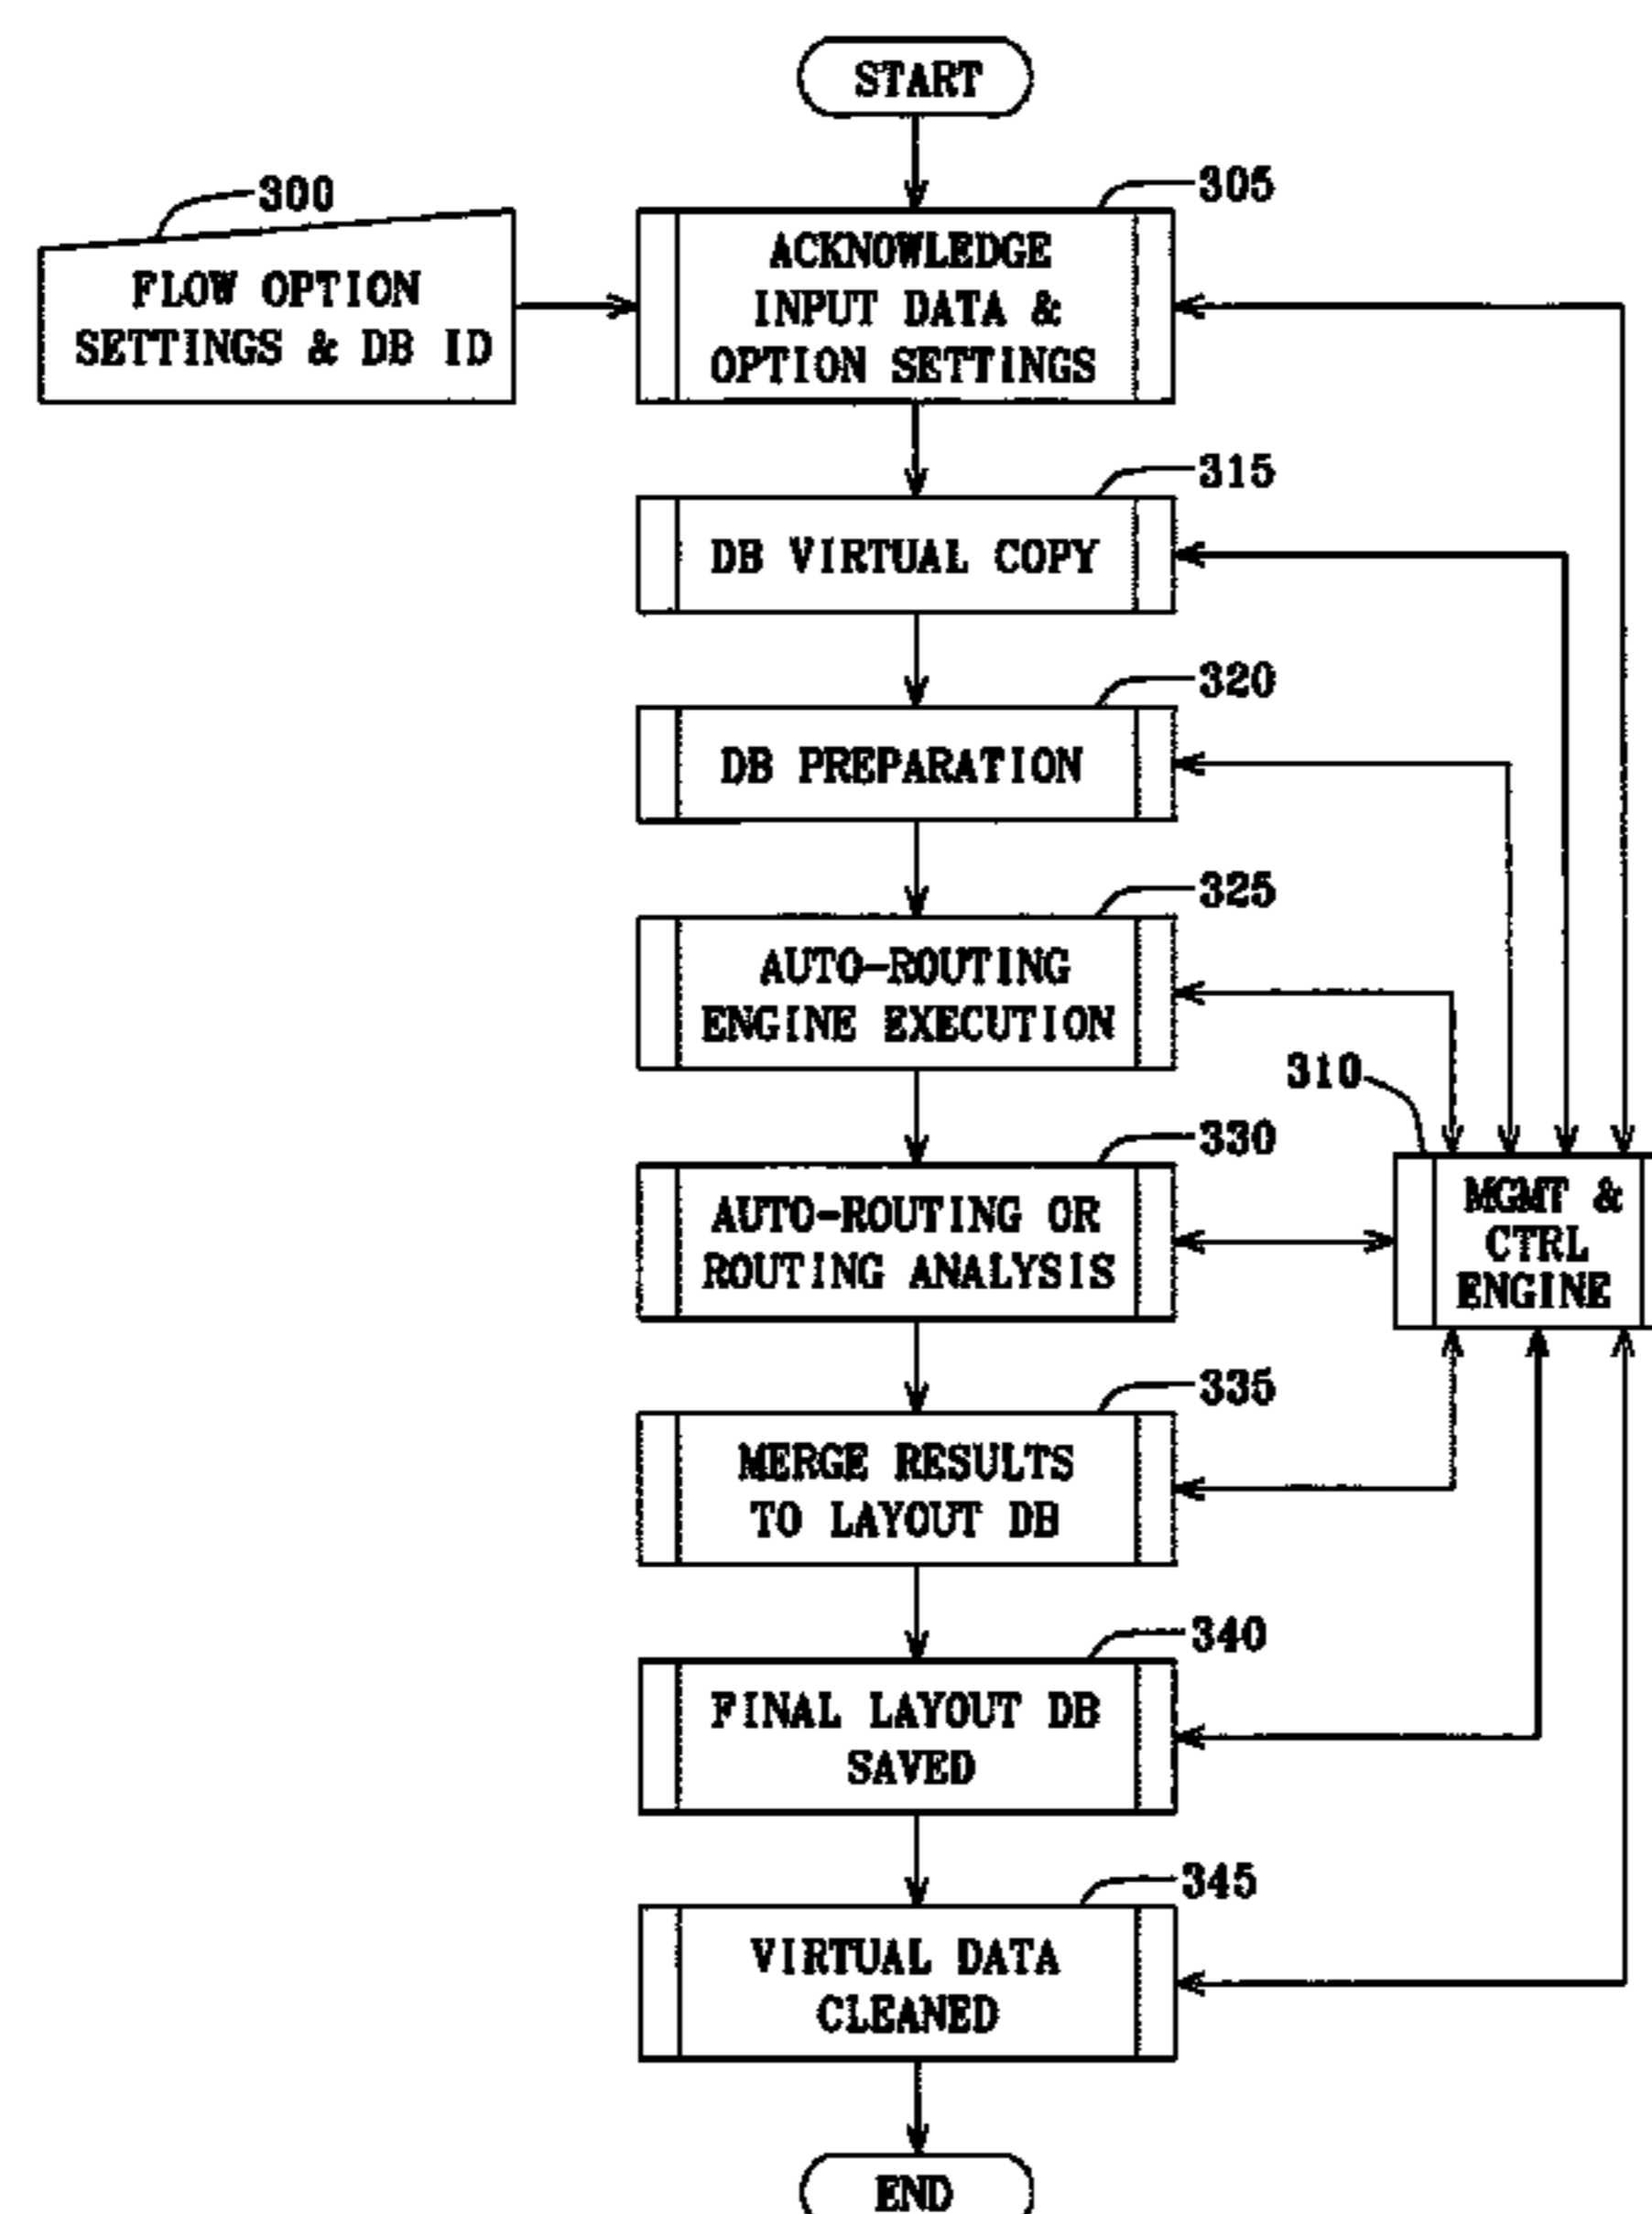 START
300
305
FLOW OPTION
SETTINGS & DB ID
ACKNOWLEDGE
INPUT DATA &
OPTION SETTINGS
315
DB VIRTUAL COPY
320
DB PREPARATION
325
AUTO-ROUTING
ENGINE EXECUTION
310
MGMT &
CTRL
ENGINE
330
AUTO-ROUTING OR
ROUTING ANALYSIS
335
MERGE RESULTS
TO LAYOUT DB
340
FINAL LAYOUT DB
SAVED
345
VIRTUAL DATA
CLEANED
END